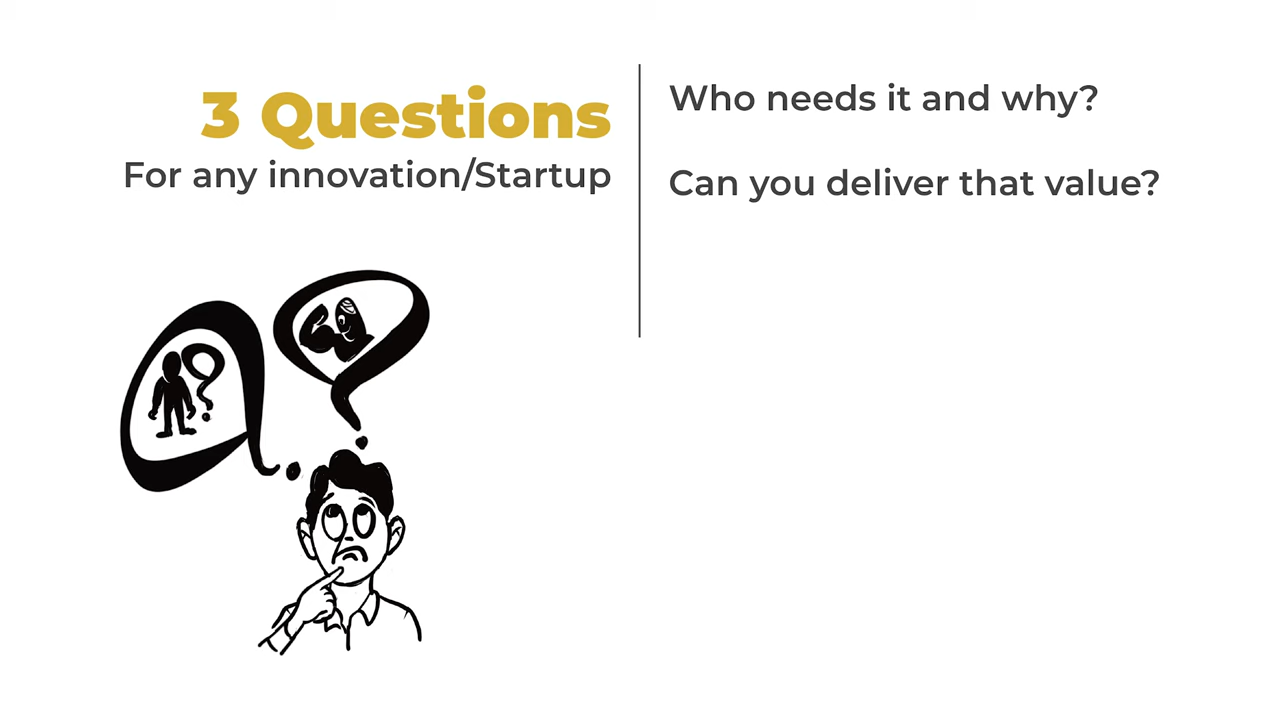 3 Questions
For any innovation/Startup
Who needs it and why?
Can you deliver that value?